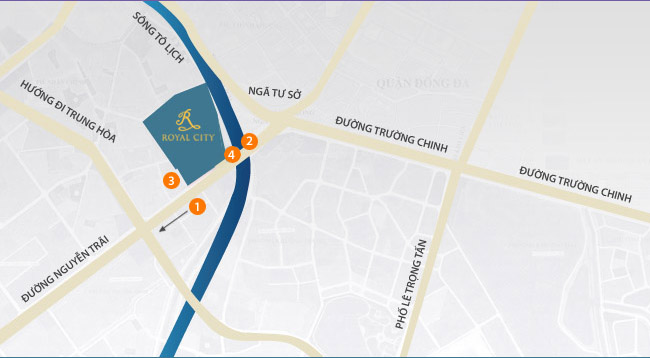 SÔNG TÔ LỊCH
NGÃ TƯ SỞ
QUẬN ĐỐNG ĐA
HƯỚNG ĐI TRUNG HÒA
R
ROYAL CITY
ĐƯỜNG TRƯỜNG CHINH
ĐƯỜNG TRƯỜNG CHINH
2
4
3
1
ĐƯỜNG NGUYỄN TRÃI
PHỐ LÊ TRỌNG TẤN